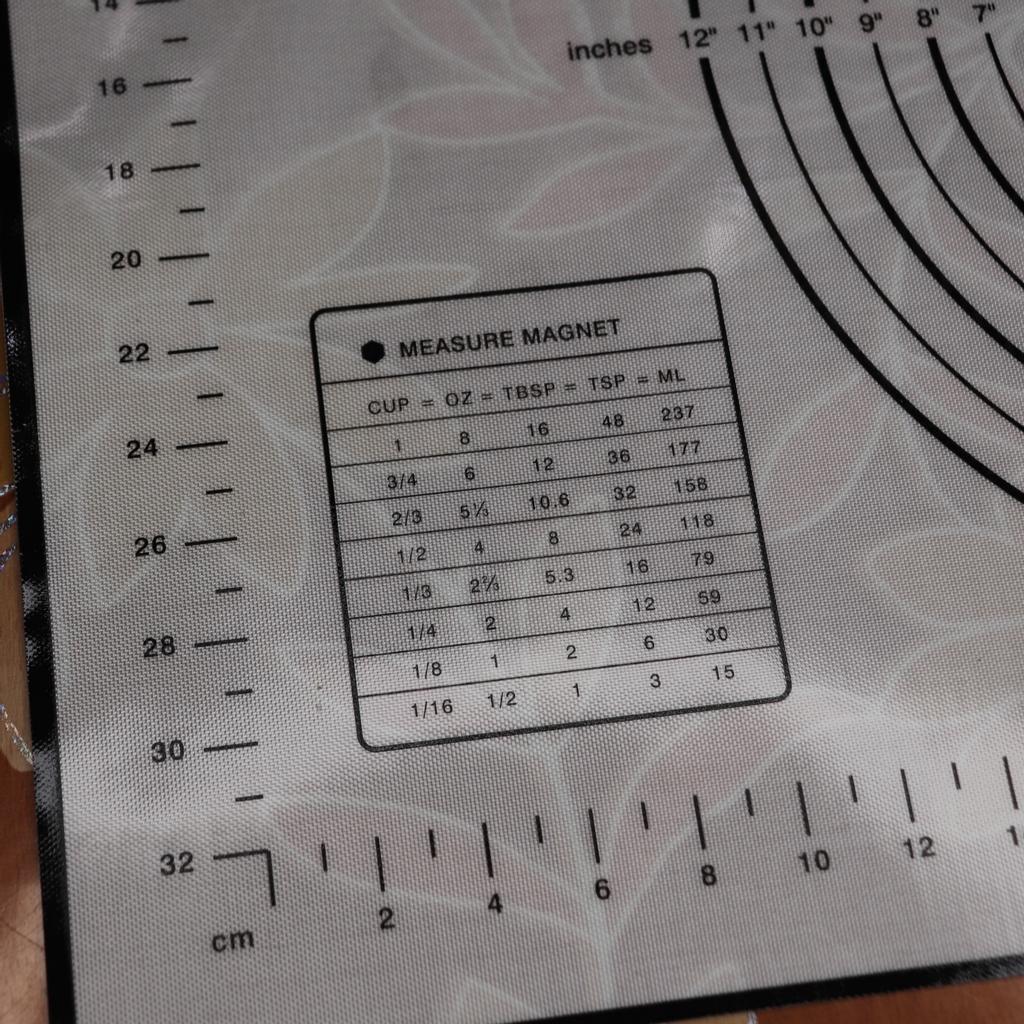 14
inches 12" 11" 10" 9" 8" 7"
16
18
20
22
24
26
28
30
32
MEASURE MAGNET
CUP = OZ = TBSP = TSP = ML
1 8 16 48 237
3/4 6 12 36 177
2/3 5⅓ 10.6 32 158
1/2 4 8 24 118
1/3 2⅔ 5.3 16 79
1/4 2 4 12 59
1/8 1 2 6 30
1/16 1/2 1 3 15
cm 2 4 6 8 10 12